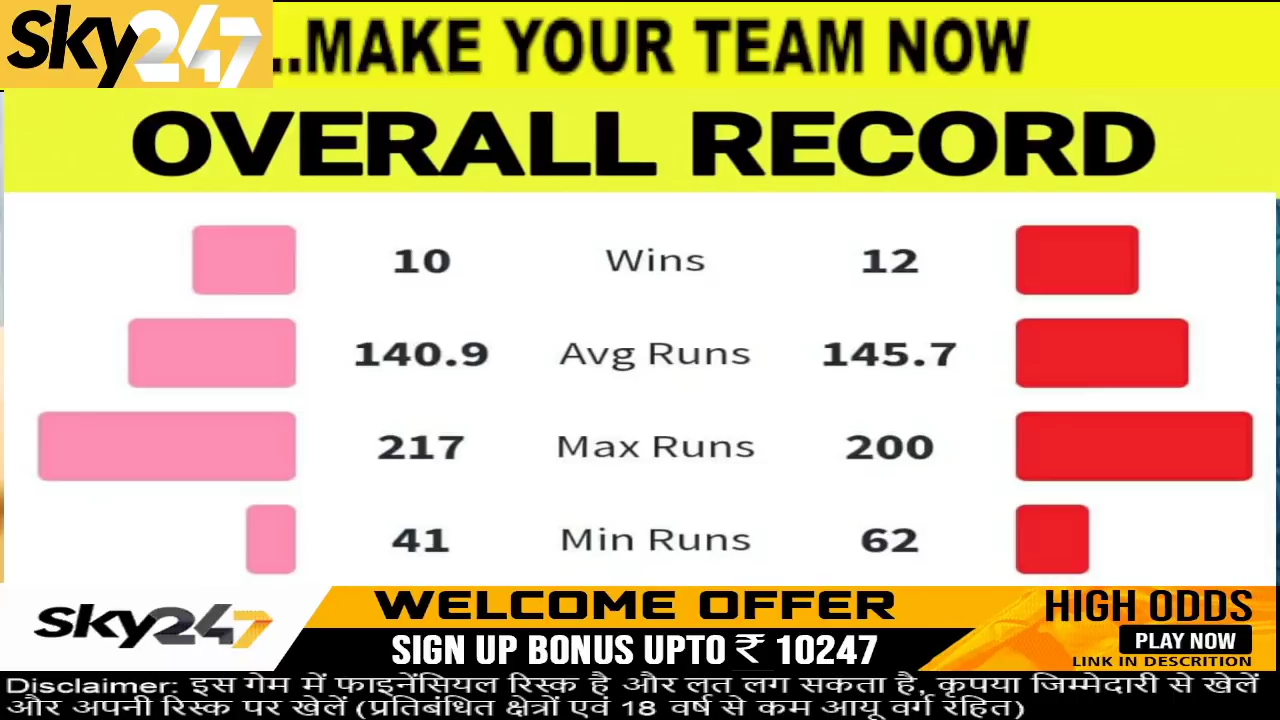 sky247 ...MAKE YOUR TEAM NOW
OVERALL RECORD
10 Wins 12
140.9 Avg Runs 145.7
217 Max Runs 200
41 Min Runs 62
sky247 WELCOME OFFER HIGH ODDS
SIGN UP BONUS UPTO ₹ 10247 PLAY NOW
LINK IN DESCRITION
Disclaimer: इस गेम में फाइनेंसियल रिस्क है और लत लग सकता है, कृपया जिम्मेदारी से खेलें
और अपनी रिस्क पर खेलें (प्रतिबंधित क्षेत्रों एवं 18 वर्ष से कम आयू वर्ग रहित)